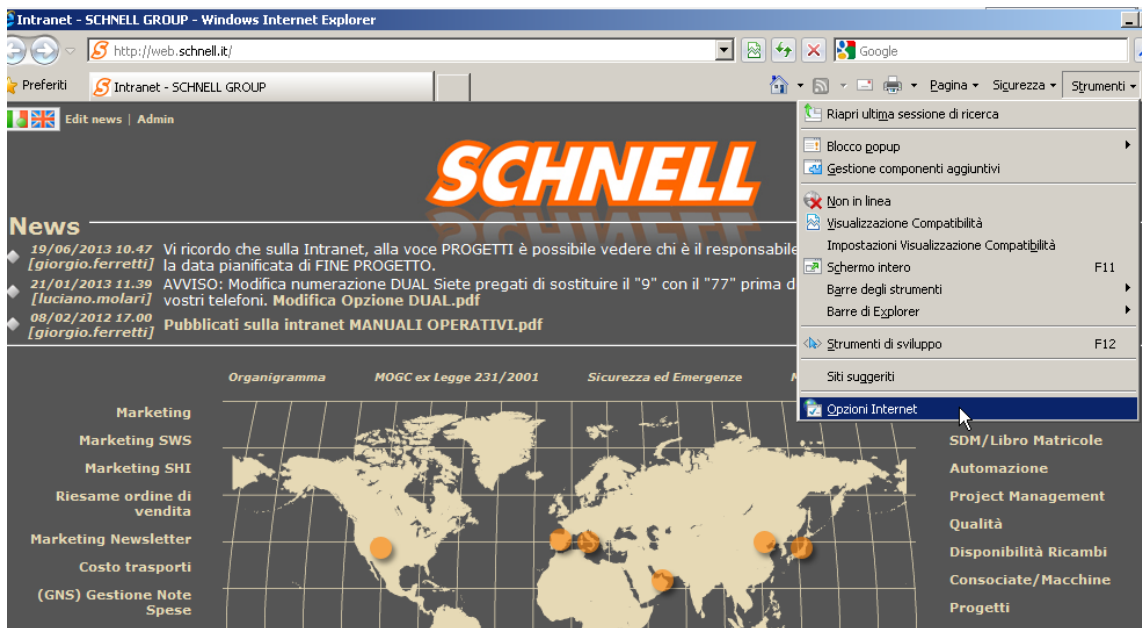 Intranet - SCHNELL GROUP - Windows Internet Explorer
http://web.schnell.it/
Google
Preferiti
Intranet - SCHNELL GROUP
Pagina
Sicurezza
Strumenti
Edit news | Admin
SCHNELL
Riapri ultima sessione di ricerca
Blocco popup
Gestione componenti aggiuntivi
Non in linea
Visualizzazione Compatibilità
Impostazioni Visualizzazione Compatibilità
Schermo intero F11
Barre degli strumenti
Barre di Explorer
Strumenti di sviluppo F12
Siti suggeriti
Opzioni Internet
News
19/06/2013 10.47 Vi ricordo che sulla Intranet, alla voce PROGETTI è possibile vedere chi è il responsabile
[giorgio.ferretti] la data pianificata di FINE PROGETTO.
21/01/2013 11.39 AVVISO: Modifica numerazione DUAL Siete pregati di sostituire il "9" con il "77" prima d
[luciano.molari] vostri telefoni. Modifica Opzione DUAL.pdf
08/02/2012 17.00 Pubblicati sulla intranet MANUALI OPERATIVI.pdf
[giorgio.ferretti]
Organigramma MOGC ex Legge 231/2001 Sicurezza ed Emergenze
Marketing
Marketing SWS
Marketing SHI
Riesame ordine di
vendita
Marketing Newsletter
Costo trasporti
(GNS) Gestione Note
Spese
SDM/Libro Matricole
Automazione
Project Management
Qualità
Disponibilità Ricambi
Consociate/Macchine
Progetti